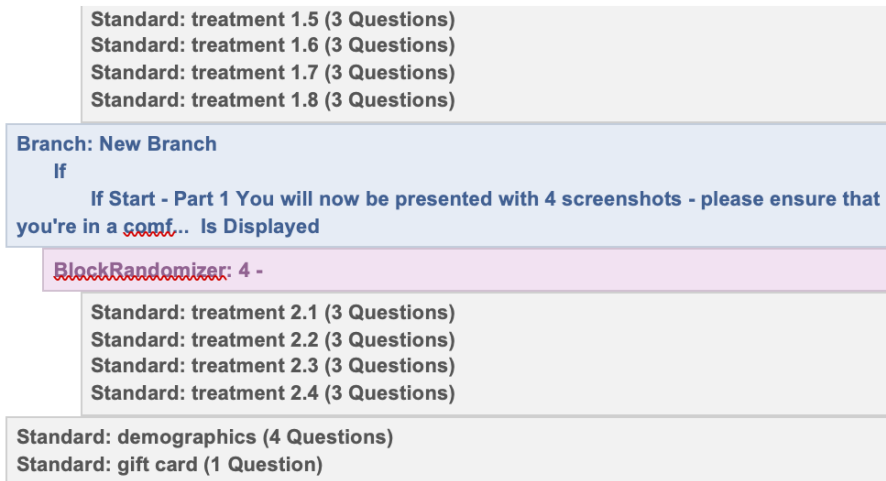 Standard: treatment 1.5 (3 Questions)
Standard: treatment 1.6 (3 Questions)
Standard: treatment 1.7 (3 Questions)
Standard: treatment 1.8 (3 Questions)
Branch: New Branch
If
If Start - Part 1 You will now be presented with 4 screenshots - please ensure that
you're in a comf... Is Displayed
BlockRandomizer: 4 -
Standard: treatment 2.1 (3 Questions)
Standard: treatment 2.2 (3 Questions)
Standard: treatment 2.3 (3 Questions)
Standard: treatment 2.4 (3 Questions)
Standard: demographics (4 Questions)
Standard: gift card (1 Question)